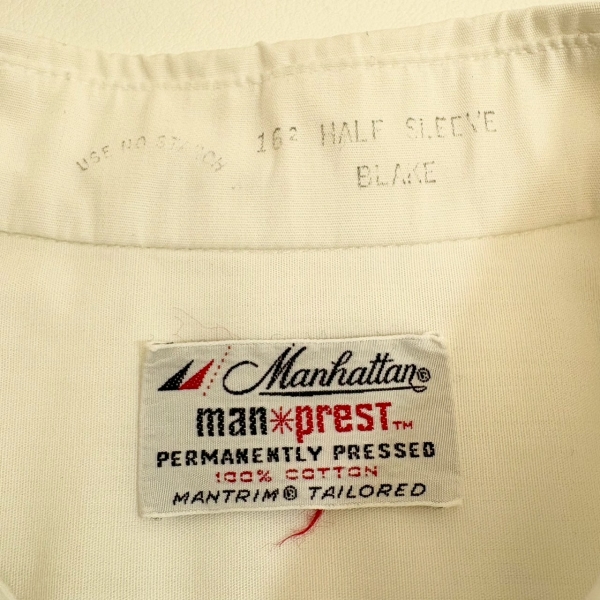 USE NO STARCH
16² HALF SLEEVE
BLAKE
Manhattan®
man*prest™
PERMANENTLY PRESSED
100% COTTON
MANTRIM® TAILORED